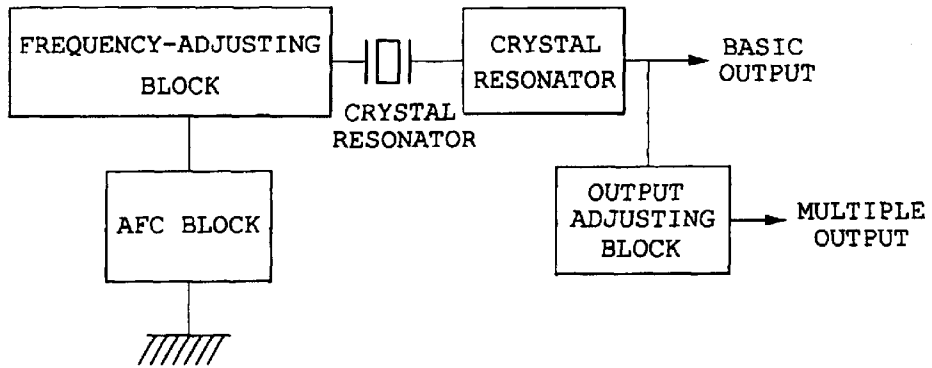 FREQUENCY-ADJUSTING
BLOCK
CRYSTAL
RESONATOR
CRYSTAL
RESONATOR
BASIC
OUTPUT
AFC BLOCK
OUTPUT
ADJUSTING
BLOCK
MULTIPLE
OUTPUT